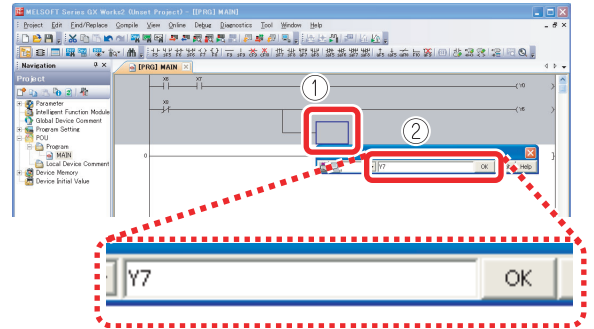 MELSOFT Series GX Works2 (Unset Project) - [[PRG] MAIN]
Project Edit Find/Replace Compile View Online Debug Diagnostics Tool Window Help
Navigation
[PRG] MAIN
Project
X6 X7 Y0
Parameter
Intelligent Function Module
Global Device Comment
Program Setting
POU
Program
MAIN
Local Device Comment
Device Memory
Device Initial Value
①
Y6
②
0
Y7 OK Help
Y7 OK